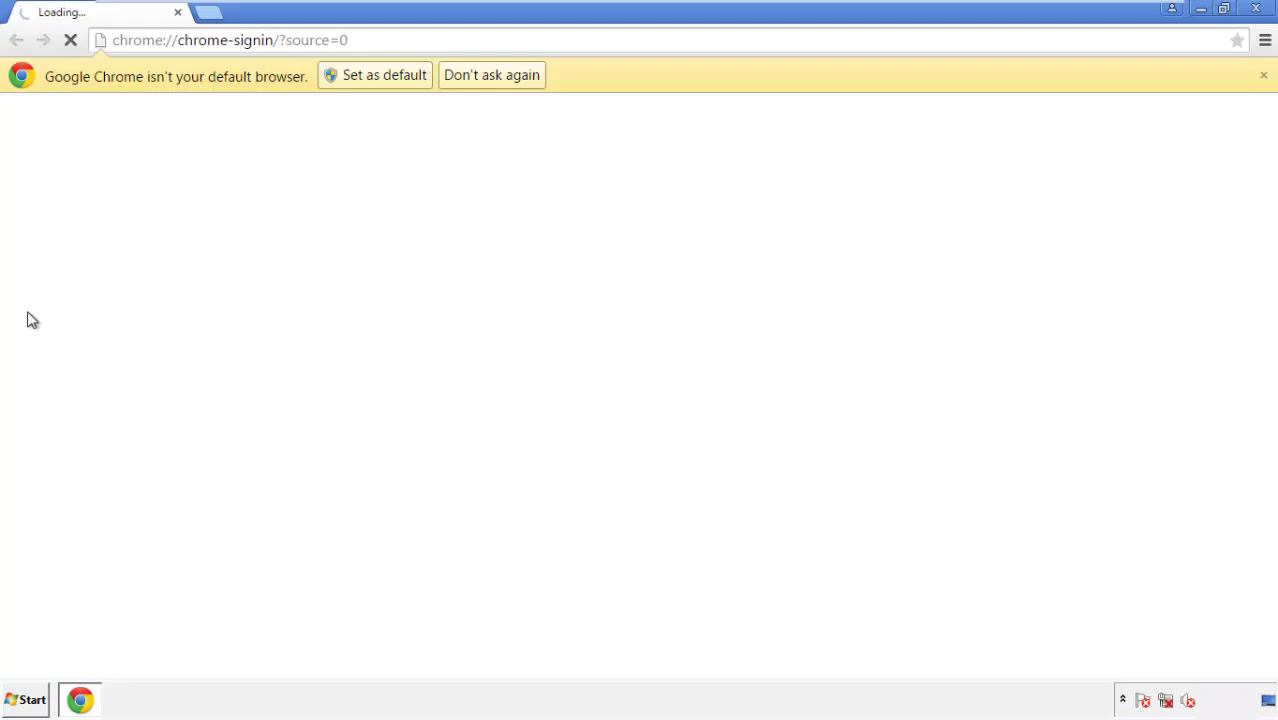 Loading...
chrome://chrome-signin/?source=0
Google Chrome isn't your default browser. Set as default Don't ask again
Start